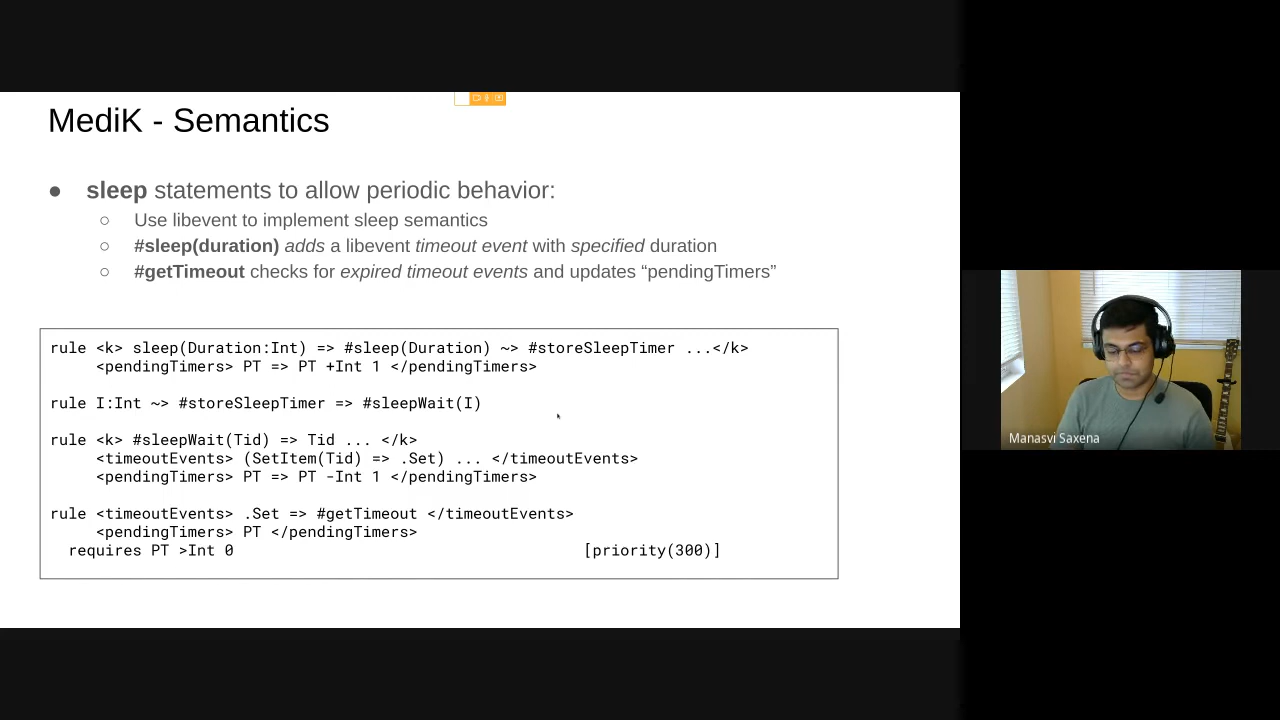 MediK - Semantics
● sleep statements to allow periodic behavior:
○ Use libevent to implement sleep semantics
○ #sleep(duration) adds a libevent timeout event with specified duration
○ #getTimeout checks for expired timeout events and updates “pendingTimers”
rule <k> sleep(Duration:Int) => #sleep(Duration) ~> #storeSleepTimer ...</k>
<pendingTimers> PT => PT +Int 1 </pendingTimers>
rule I:Int ~> #storeSleepTimer => #sleepWait(I)
rule <k> #sleepWait(Tid) => Tid ... </k>
<timeoutEvents> (SetItem(Tid) => .Set) ... </timeoutEvents>
<pendingTimers> PT => PT -Int 1 </pendingTimers>
rule <timeoutEvents> .Set => #getTimeout </timeoutEvents>
<pendingTimers> PT </pendingTimers>
requires PT >Int 0 [priority(300)]
Manasvi Saxena